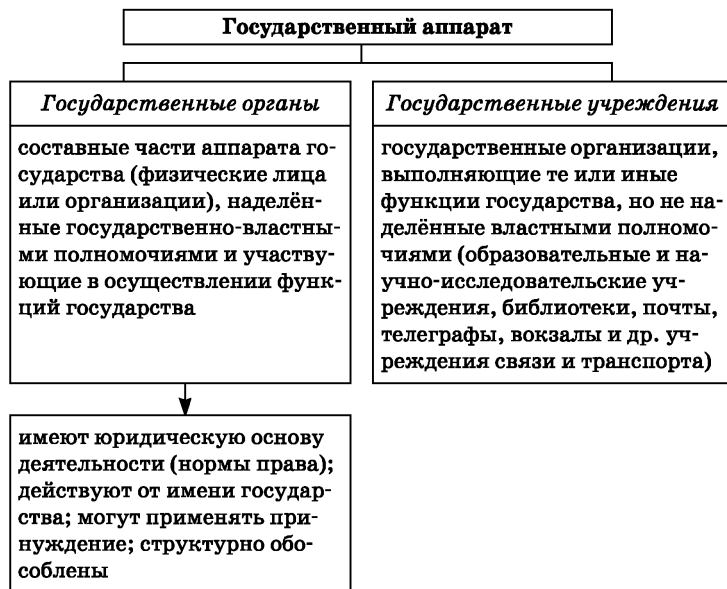 Государственный аппарат
Государственные органы
составные части аппарата го-
сударства (физические лица
или организации), наделён-
ные государственно-властны-
ми полномочиями и участву-
ющие в осуществлении функ-
ций государства
Государственные учреждения
государственные организации,
выполняющие те или иные
функции государства, но не на-
делённые властными полномо-
чиями (образовательные и на-
учно-исследовательские уч-
реждения, библиотеки, почты,
телеграфы, вокзалы и др. уч-
реждения связи и транспорта)
имеют юридическую основу
деятельности (нормы права);
действуют от имени государ-
ства; могут применять при-
нуждение; структурно обо-
соблены